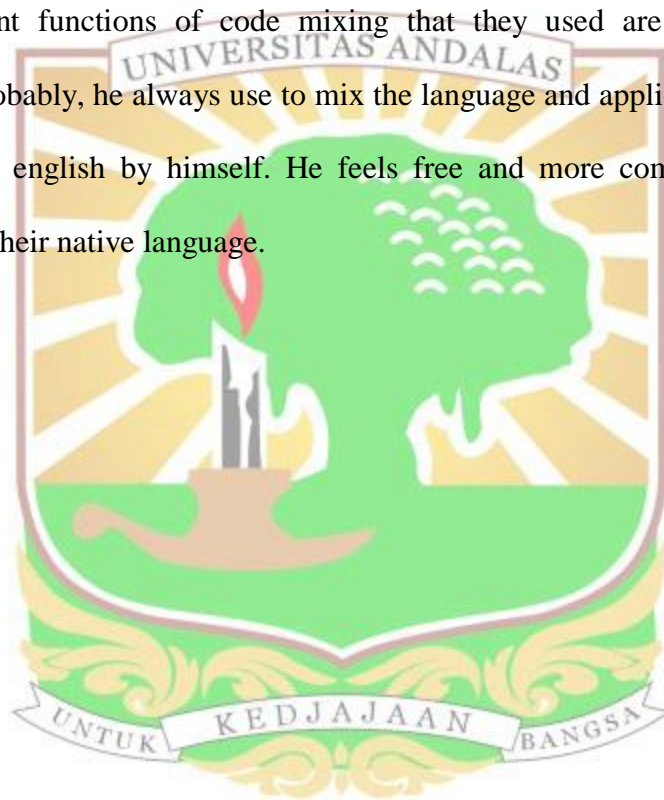 nt functions of code mixing that they used are
UNIVERSITAS ANDALAS
obably, he always use to mix the language and appli
english by himself. He feels free and more con
heir native language.
UNTUK KEDJAJAAN BANGSA